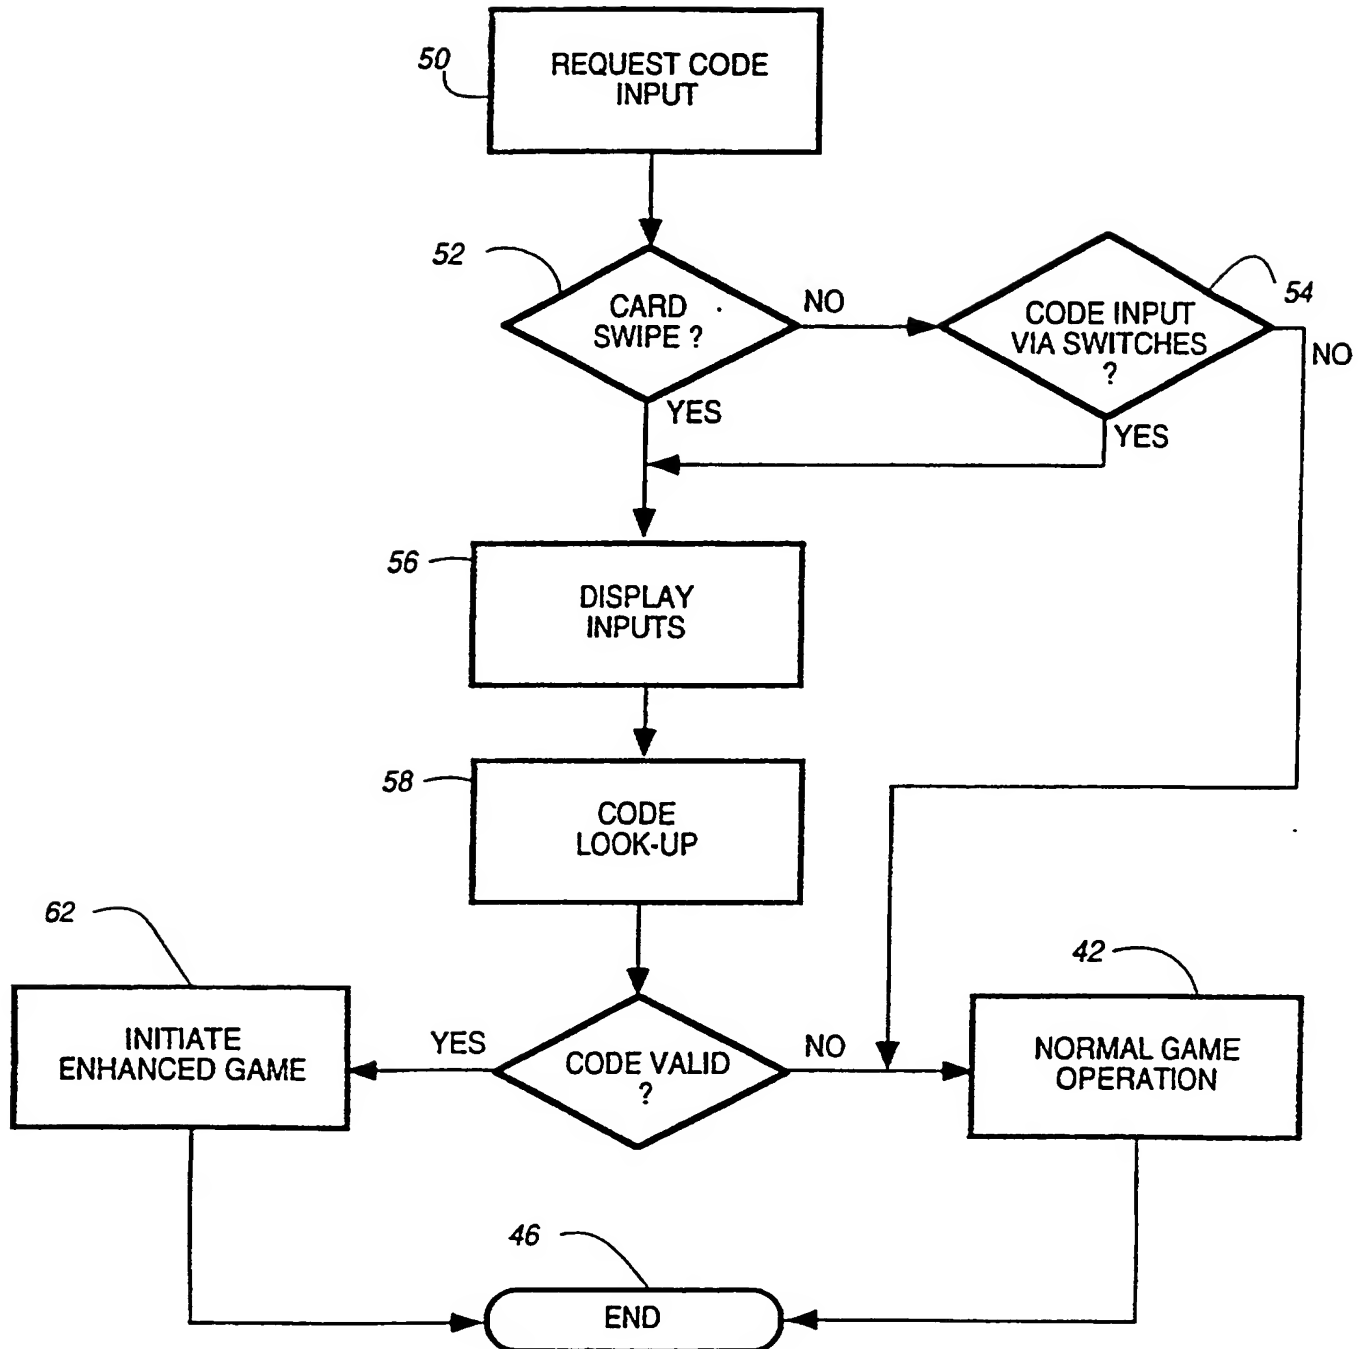 50
REQUEST CODE
INPUT
52
CARD
SWIPE ?
NO
54
CODE INPUT
VIA SWITCHES
?
NO
YES
YES
56
DISPLAY
INPUTS
58
CODE
LOOK-UP
62
INITIATE
ENHANCED GAME
YES
CODE VALID
?
NO
42
NORMAL GAME
OPERATION
46
END